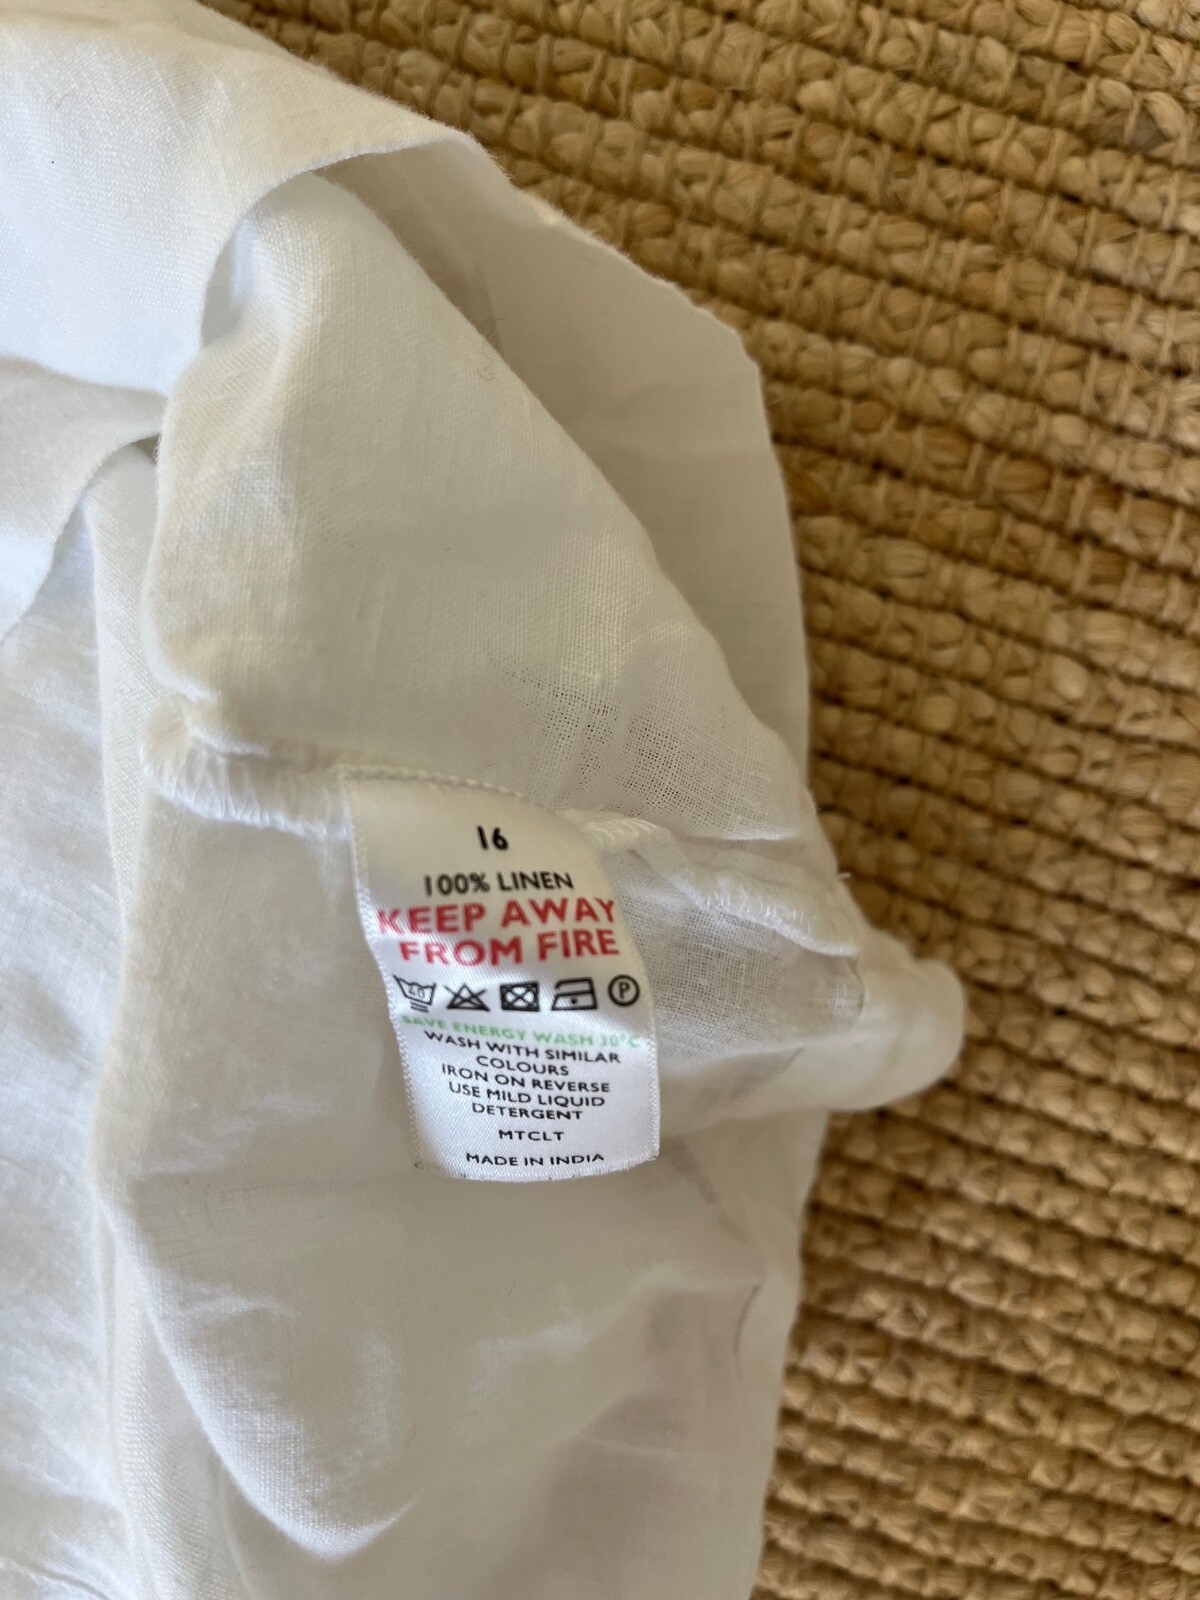 16
100% LINEN
KEEP AWAY
FROM FIRE
40 P
SAVE ENERGY WASH 30°C
WASH WITH SIMILAR
COLOURS
IRON ON REVERSE
USE MILD LIQUID
DETERGENT
MTCLT
MADE IN INDIA